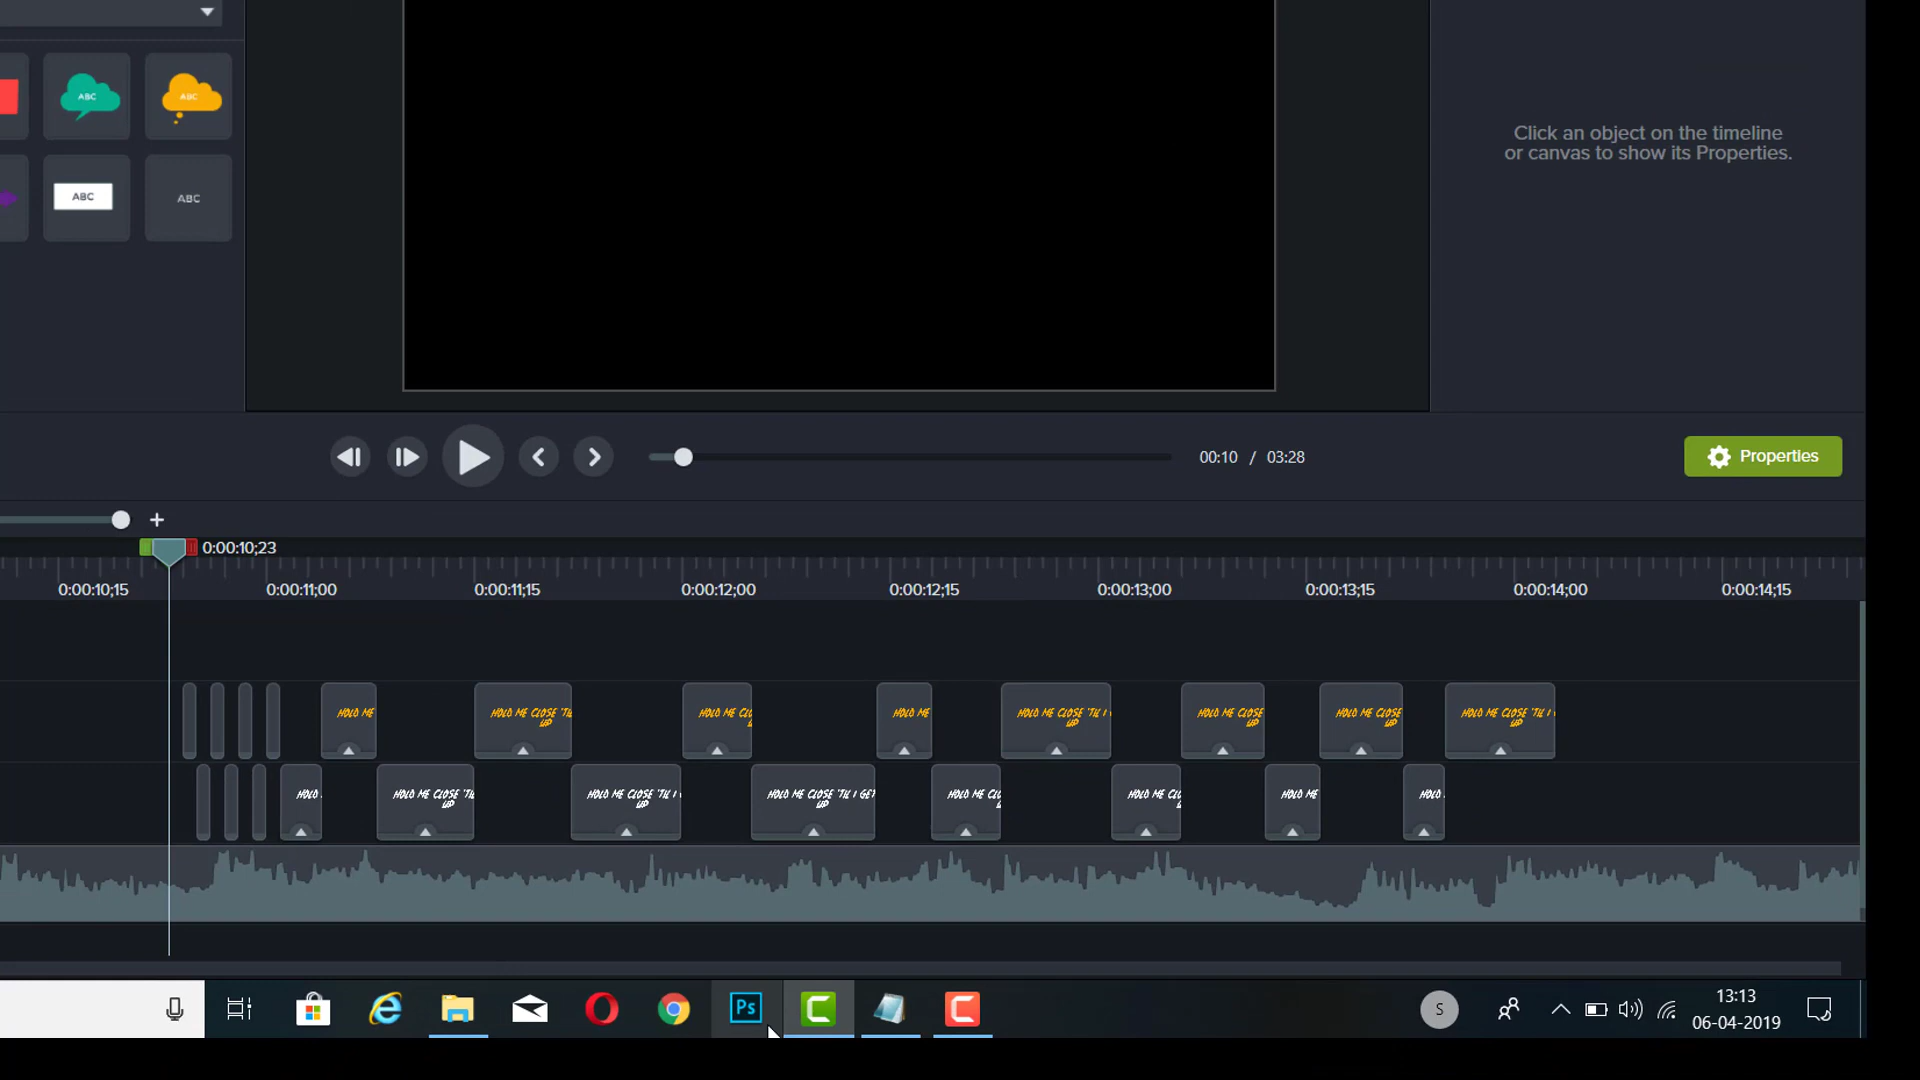 ABC
ABC
ABC
ABC
Click an object on the timeline
or canvas to show its Properties.
00:10 / 03:28
Properties
0:00:10;23
0:00:10;15
0:00:11;00
0:00:11;15
0:00:12;00
0:00:12;15
0:00:13;00
0:00:13;15
0:00:14;00
0:00:14;15
HOLD ME
HOLD ME CLOSE 'TIL
UP
HOLD ME
HOLD ME
HOLD ME CLOSE 'TIL I
UP
HOLD ME CLOSE
UP
HOLD ME CLOSE
UP
HOLD ME CLOSE 'TIL I
UP
HOLD
HOLD ME CLOSE 'TIL
UP
HOLD ME CLOSE 'TIL I
UP
HOLD ME CLOSE 'TIL I GET
UP
HOLD ME
HOLD ME
HOLD ME
HOLD
Ps
S
13:13
06-04-2019